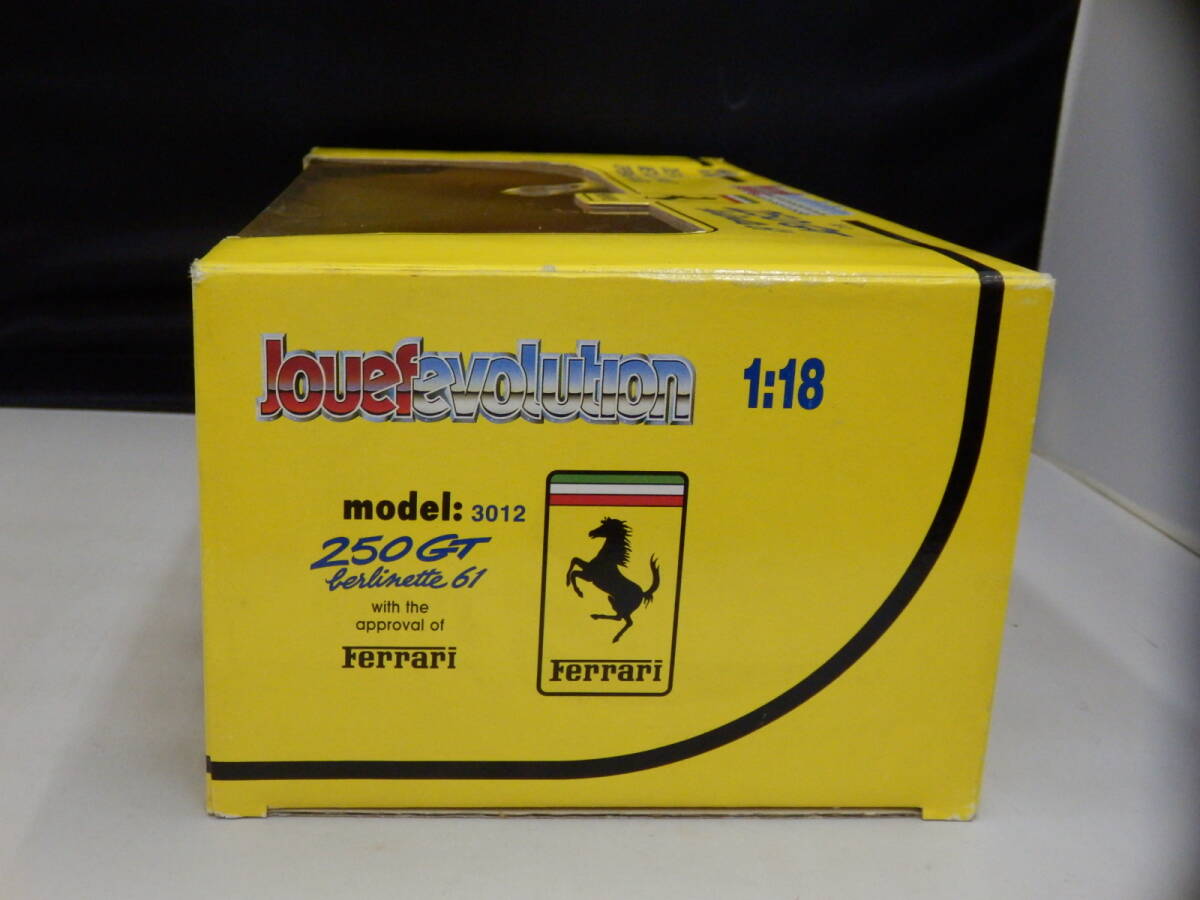 Jouefevolution
1:18
model: 3012
250 GT
berlinette 61
with the
approval of
Ferrari
Ferrari